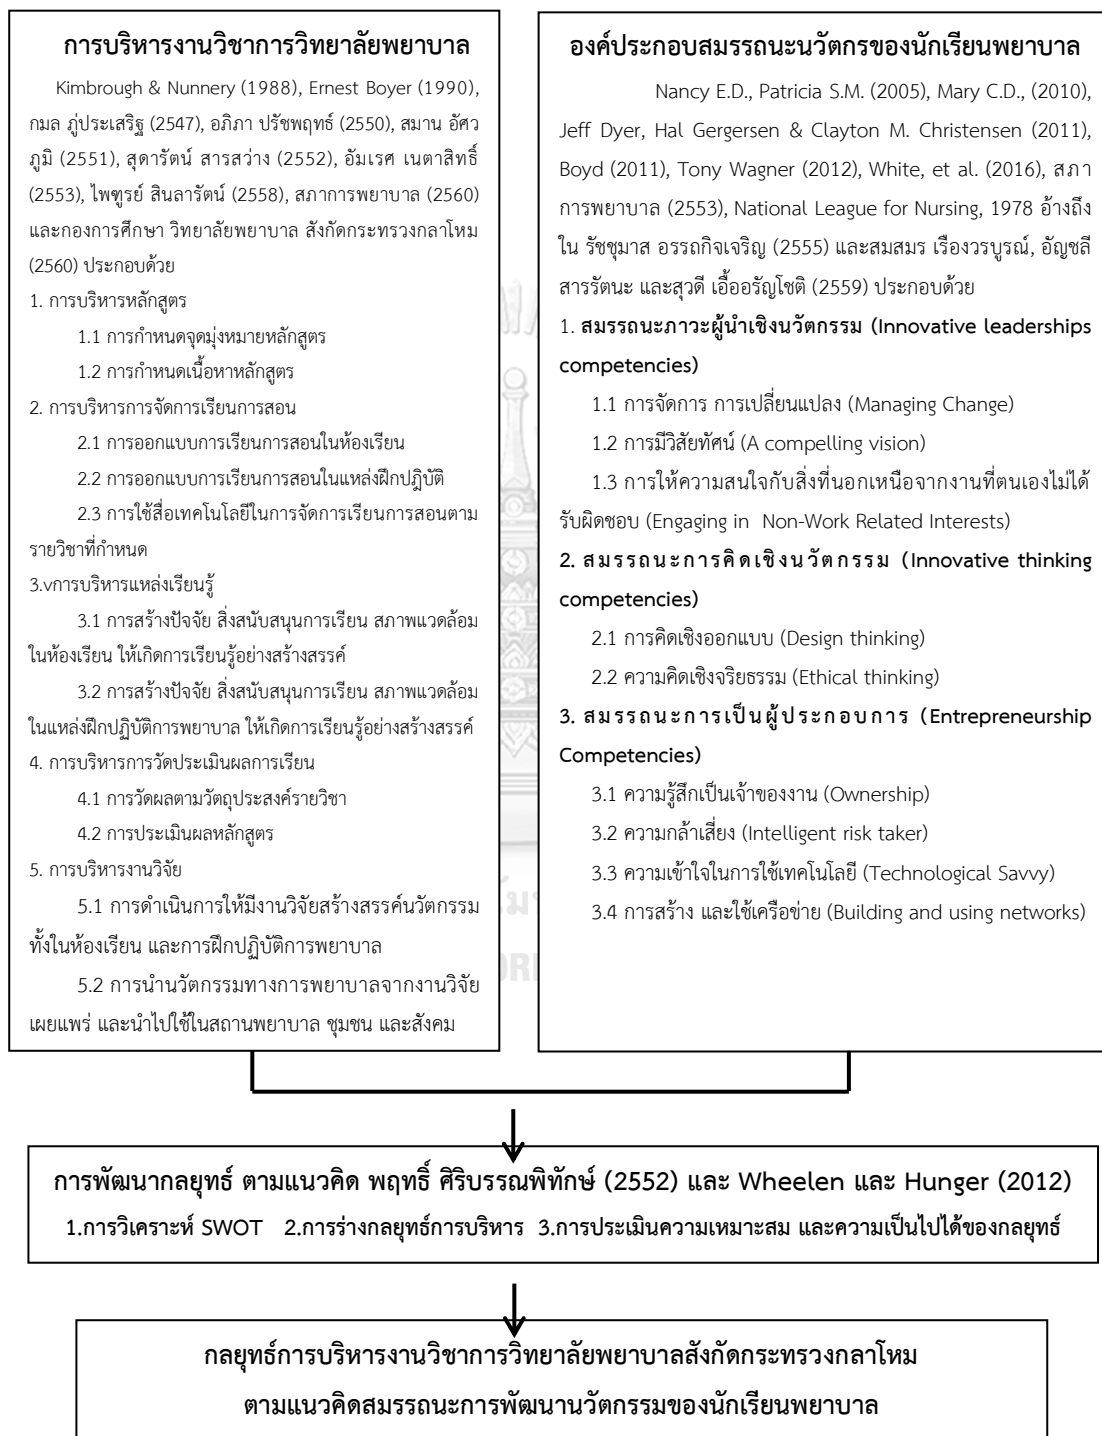 การบริหารงานวิชาการวิทยาลัยพยาบาล
Kimbrough & Nunnery (1988), Ernest Boyer (1990),
กมล ภู่ประเสริฐ (2547), อภิภา ปรัชพฤทธ์ (2550), สมาน อัศว
ภูมิ (2551), สุดารัตน์ สารสว่าง (2552), อัมเรศ เนตาสิทธิ์
(2553), ไพฑูรย์ สินลารัตน์ (2558), สภาการพยาบาล (2560)
และกองการศึกษา วิทยาลัยพยาบาล สังกัดกระทรวงกลาโหม
(2560) ประกอบด้วย
1. การบริหารหลักสูตร
1.1 การกำหนดจุดมุ่งหมายหลักสูตร
1.2 การกำหนดเนื้อหาหลักสูตร
2. การบริหารการจัดการเรียนการสอน
2.1 การออกแบบการเรียนการสอนในห้องเรียน
2.2 การออกแบบการเรียนการสอนในแหล่งฝึกปฎิบัติ
2.3 การใช้สื่อเทคโนโลยีในการจัดการเรียนการสอนตาม
รายวิชาที่กำหนด
3.vการบริหารแหล่งเรียนรู้
3.1 การสร้างปัจจัย สิ่งสนับสนุนการเรียน สภาพแวดล้อม
ในห้องเรียน ให้เกิดการเรียนรู้อย่างสร้างสรรค์
3.2 การสร้างปัจจัย สิ่งสนับสนุนการเรียน สภาพแวดล้อม
ในแหล่งฝึกปฏิบัติการพยาบาล ให้เกิดการเรียนรู้อย่างสร้างสรรค์
4. การบริหารการวัดประเมินผลการเรียน
4.1 การวัดผลตามวัตถุประสงค์รายวิชา
4.2 การประเมินผลหลักสูตร
5. การบริหารงานวิจัย
5.1 การดำเนินการให้มีงานวิจัยสร้างสรรค์นวัตกรรม
ทั้งในห้องเรียน และการฝึกปฏิบัติการพยาบาล
5.2 การนำนวัตกรรมทางการพยาบาลจากงานวิจัย
เผยแพร่ และนำไปใช้ในสถานพยาบาล ชุมชน และสังคม
องค์ประกอบสมรรถนะนวัตกรของนักเรียนพยาบาล
Nancy E.D., Patricia S.M. (2005), Mary C.D., (2010),
Jeff Dyer, Hal Gergersen & Clayton M. Christensen (2011),
Boyd (2011), Tony Wagner (2012), White, et al. (2016), สภา
การพยาบาล (2553), National League for Nursing, 1978 อ้างถึง
ใน รัชชุมาส อรรถกิจเจริญ (2555) และสมสมร เรืองวรบูรณ์, อัญชลี
สารรัตนะ และสุวดี เอื้ออรัญโชติ (2559) ประกอบด้วย
1. สมรรถนะภาวะผู้นำเชิงนวัตกรรม (Innovative leaderships
competencies)
1.1 การจัดการ การเปลี่ยนแปลง (Managing Change)
1.2 การมีวิสัยทัศน์ (A compelling vision)
1.3 การให้ความสนใจกับสิ่งที่นอกเหนือจากงานที่ตนเองไม่ได้
รับผิดชอบ (Engaging in Non-Work Related Interests)
2. สมรรถนะการคิดเชิงนวัตกรรม (Innovative thinking
competencies)
2.1 การคิดเชิงออกแบบ (Design thinking)
2.2 ความคิดเชิงจริยธรรม (Ethical thinking)
3. สมรรถนะการเป็นผู้ประกอบการ (Entrepreneurship
Competencies)
3.1 ความรู้สึกเป็นเจ้าของงาน (Ownership)
3.2 ความกล้าเสี่ยง (Intelligent risk taker)
3.3 ความเข้าใจในการใช้เทคโนโลยี (Technological Savvy)
3.4 การสร้าง และใช้เครือข่าย (Building and using networks)
การพัฒนากลยุทธ์ ตามแนวคิด พฤทธิ์ ศิริบรรณพิทักษ์ (2552) และ Wheelen และ Hunger (2012)
1.การวิเคราะห์ SWOT 2.การร่างกลยุทธ์การบริหาร 3.การประเมินความเหมาะสม และความเป็นไปได้ของกลยุทธ์
กลยุทธ์การบริหารงานวิชาการวิทยาลัยพยาบาลสังกัดกระทรวงกลาโหม
ตามแนวคิดสมรรถนะการพัฒนานวัตกรรมของนักเรียนพยาบาล